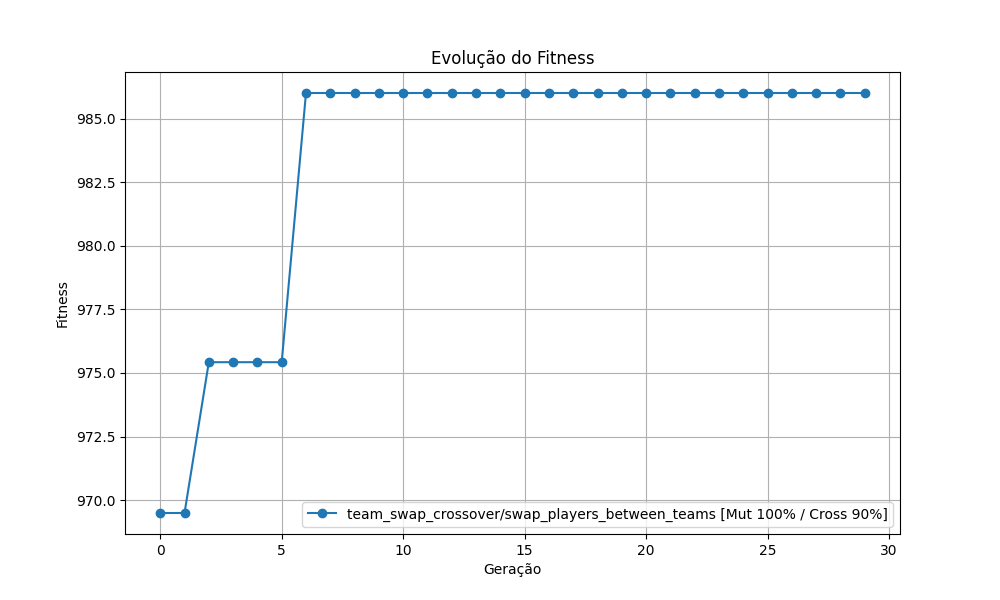 Evolução do Fitness
Fitness
985.0
982.5
980.0
977.5
975.0
972.5
970.0
team_swap_crossover/swap_players_between_teams [Mut 100% / Cross 90%]
0 5 10 15 20 25 30
Geração